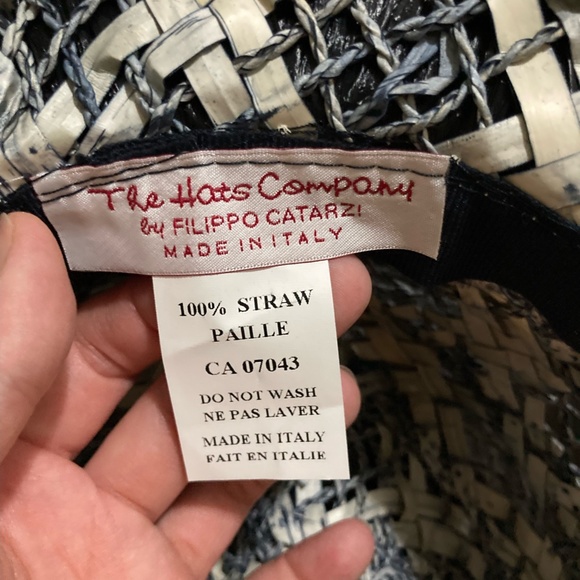 The Hats Company
by FILIPPO CATARZI
MADE IN ITALY
100% STRAW
PAILLE
CA 07043
DO NOT WASH
NE PAS LAVER
MADE IN ITALY
FAIT EN ITALIE